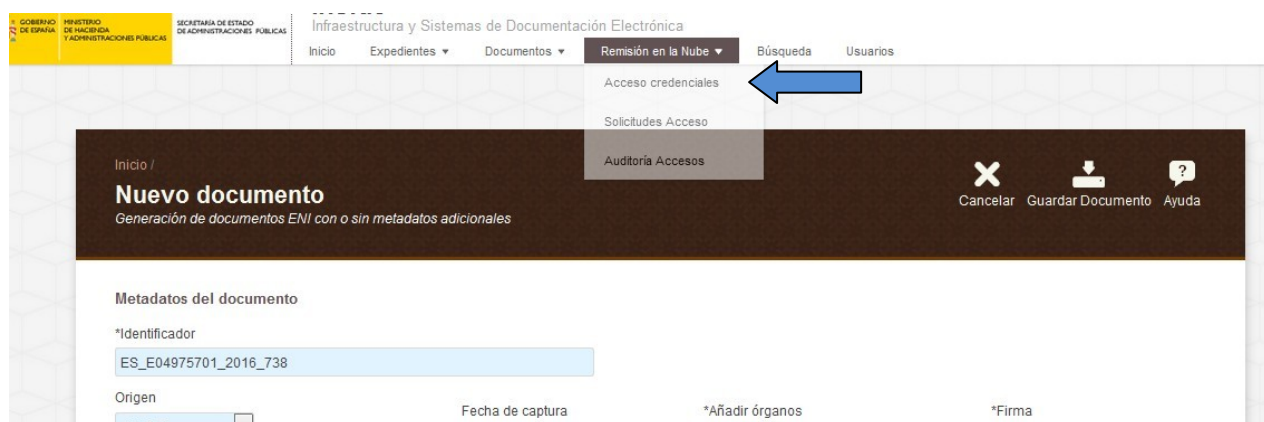 GOBIERNO DE ESPAÑA
MINISTERIO DE HACIENDA Y ADMINISTRACIONES PÚBLICAS
SECRETARÍA DE ESTADO DE ADMINISTRACIONES PÚBLICAS
Infraestructura y Sistemas de Documentación Electrónica
Inicio Expedientes Documentos Remisión en la Nube Búsqueda Usuarios
Acceso credenciales
Solicitudes Acceso
Auditoría Accesos
Inicio /
Nuevo documento
Generación de documentos ENI con o sin metadatos adicionales
Cancelar Guardar Documento Ayuda
Metadatos del documento
*Identificador
ES_E04975701_2016_738
Origen
Fecha de captura
*Añadir órganos
*Firma